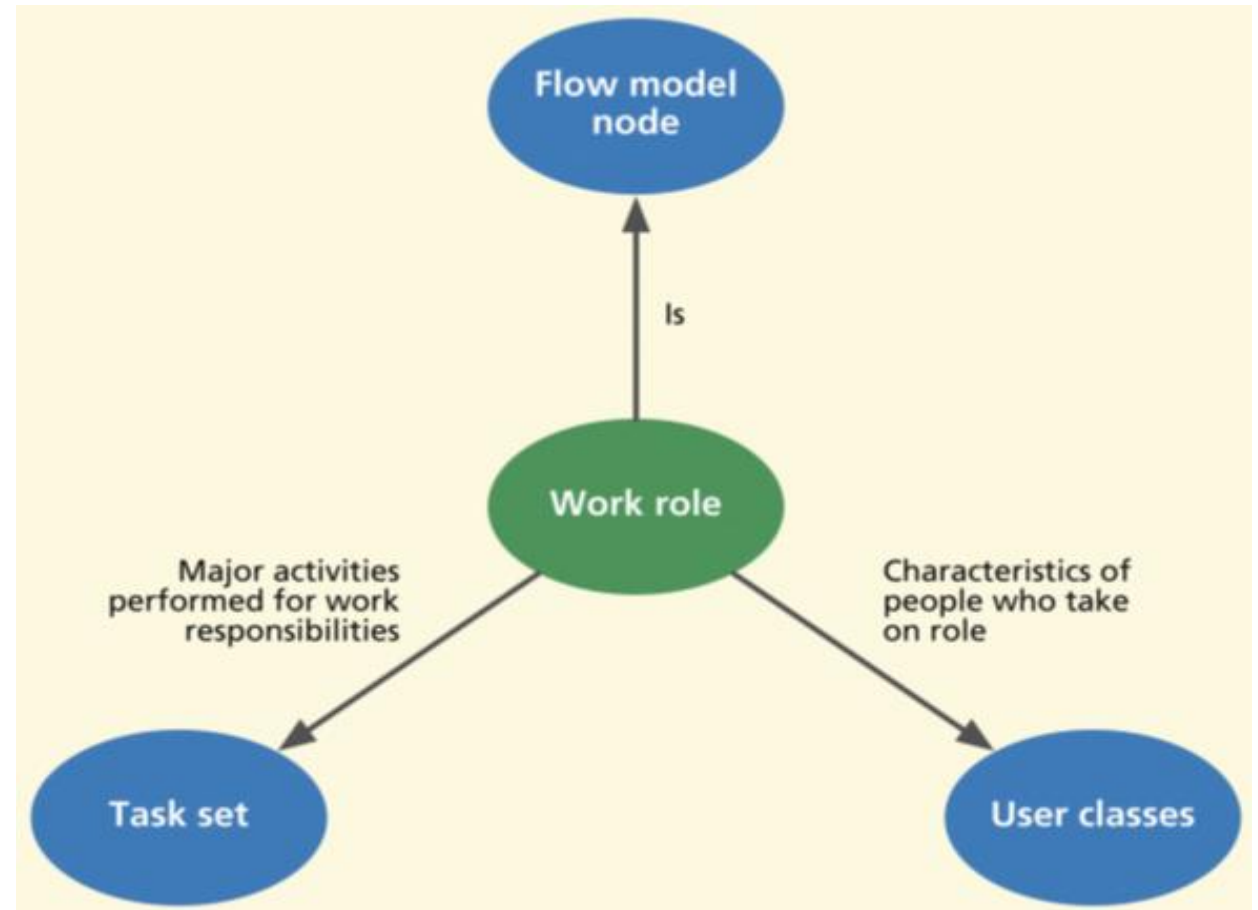 Flow model
node
Is
Work role
Major activities
performed for work
responsibilities
Characteristics of
people who take
on role
Task set
User classes